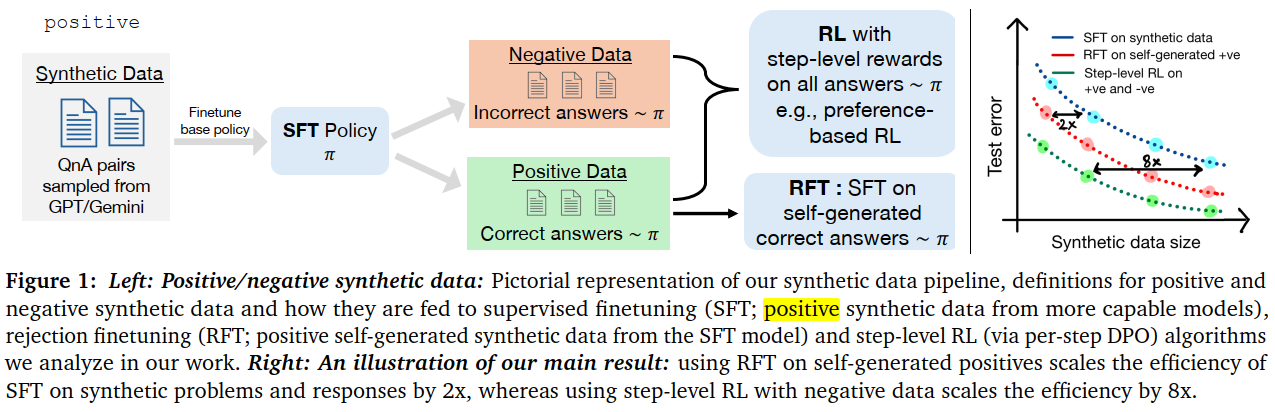 positive
Synthetic Data
QnA pairs
sampled from
GPT/Gemini
Finetune
base policy
SFT Policy
π
Negative Data
Incorrect answers ~ π
Positive Data
Correct answers ~ π
RL with
step-level rewards
on all answers ~ π
e.g., preference-
based RL
RFT : SFT on
self-generated
correct answers ~ π
Test error
SFT on synthetic data
RFT on self-generated +ve
Step-level RL on
+ve and -ve
2x
8x
Synthetic data size
Figure 1: Left: Positive/negative synthetic data: Pictorial representation of our synthetic data pipeline, definitions for positive and
negative synthetic data and how they are fed to supervised finetuning (SFT; positive synthetic data from more capable models),
rejection finetuning (RFT; positive self-generated synthetic data from the SFT model) and step-level RL (via per-step DPO) algorithms
we analyze in our work. Right: An illustration of our main result: using RFT on self-generated positives scales the efficiency of
SFT on synthetic problems and responses by 2x, whereas using step-level RL with negative data scales the efficiency by 8x.